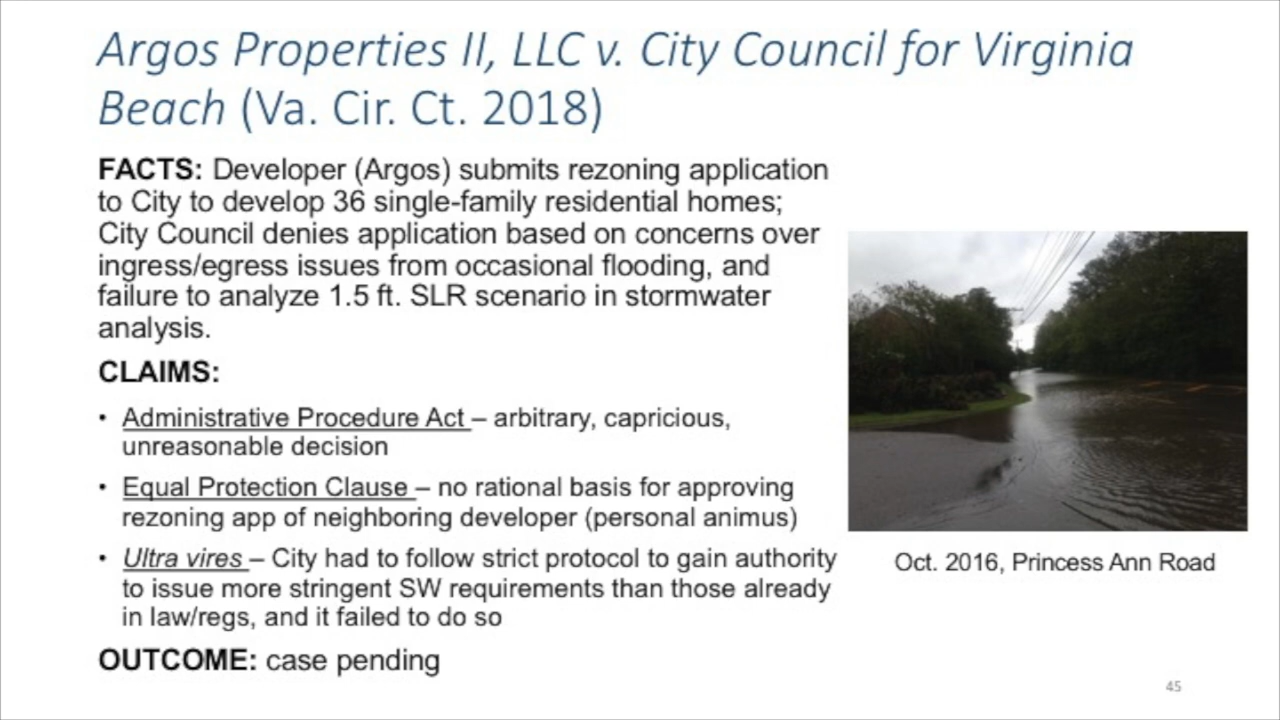 Argos Properties II, LLC v. City Council for Virginia
Beach (Va. Cir. Ct. 2018)
FACTS: Developer (Argos) submits rezoning application
to City to develop 36 single-family residential homes;
City Council denies application based on concerns over
ingress/egress issues from occasional flooding, and
failure to analyze 1.5 ft. SLR scenario in stormwater
analysis.
CLAIMS:
• Administrative Procedure Act – arbitrary, capricious,
unreasonable decision
• Equal Protection Clause – no rational basis for approving
rezoning app of neighboring developer (personal animus)
• Ultra vires – City had to follow strict protocol to gain authority
to issue more stringent SW requirements than those already
in law/regs, and it failed to do so
OUTCOME: case pending
Oct. 2016, Princess Ann Road
45